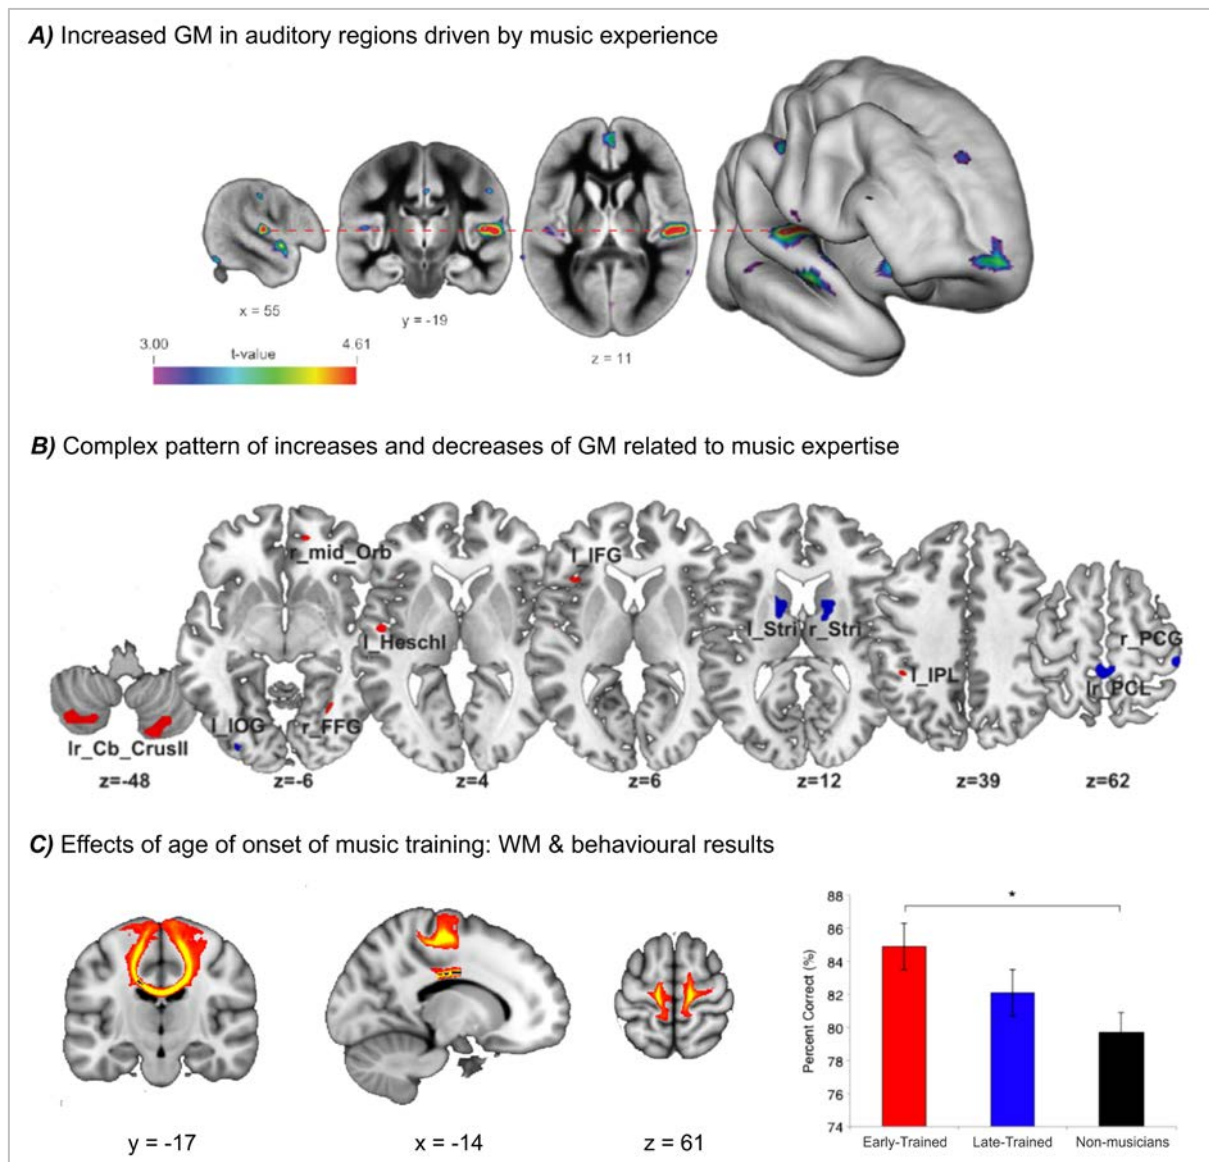 A) Increased GM in auditory regions driven by music experience
x = 55
y = -19
z = 11
3.00
t-value
4.61
B) Complex pattern of increases and decreases of GM related to music expertise
r_mid_Orb
l_IFG
l_Heschl
l_Stri
r_Stri
r_PCG
l_IPL
lr_PCL
l_IOG
r_FFG
lr_Cb_CrusII
z=-48
z=-6
z=4
z=6
z=12
z=39
z=62
C) Effects of age of onset of music training: WM & behavioural results
y = -17
x = -14
z = 61
*
Percent Correct (%)
88
86
84
82
80
78
76
74
Early-Trained
Late-Trained
Non-musicians